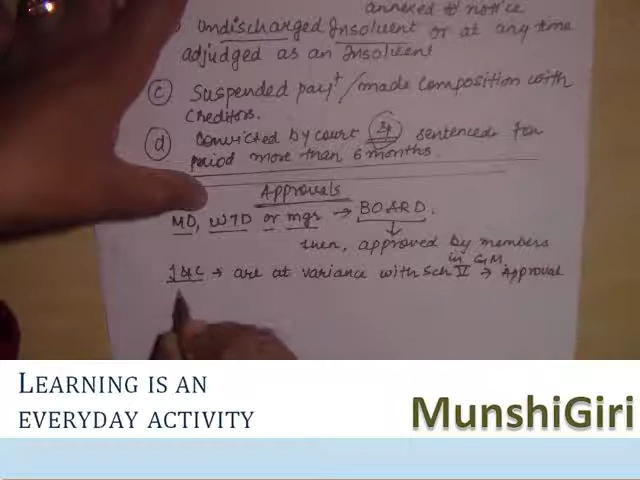 annexed to notice
Undischarged Insolvent or at any time
adjudged as an Insolvent
c Suspended payt/made composition with
creditors.
d Convicted by court & sentenced for
period more than 6 months.
Approvals
MD, WTD or mgr → BOARD.
then, approved by members
in GM
T&C → are at variance with Sch V → Approval
LEARNING IS AN
EVERYDAY ACTIVITY
MunshiGiri